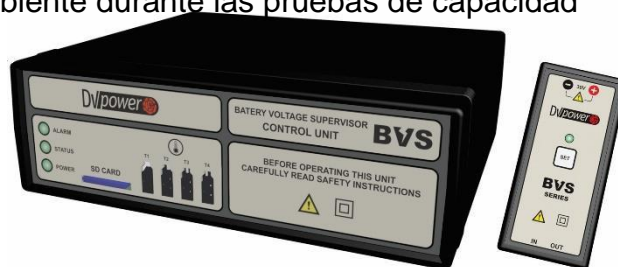 biente durante las pruebas de capacidad
DV power
BATERY VOLTAGE SUPERVISOR
CONTROL UNIT
BVS
ALARM
STATUS
POWER
SD CARD
T1 T2 T3 T4
BEFORE OPERATING THIS UNIT
CAREFULLY READ SAFETY INSTRUCTIONS
DV power
SET
BVS
SERIES
IN OUT